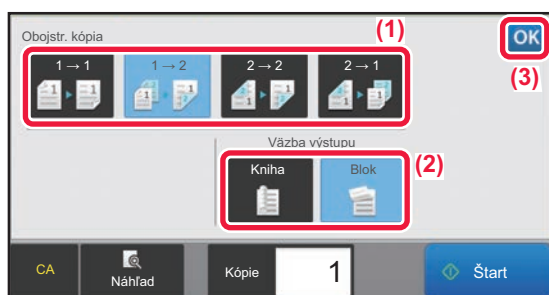 Obojstr. kópia
(1)
OK
1 → 1
1 → 2
2 → 2
2 → 1
(3)
Väzba výstupu
Kniha
Blok
(2)
CA
Náhľad
Kópie
1
Štart